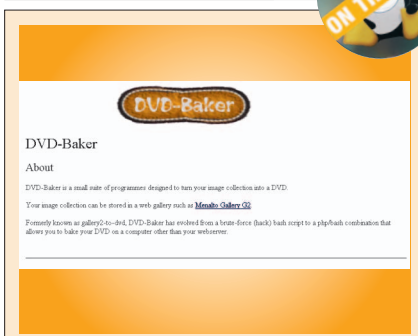 ON TH
DVD-Baker
DVD-Baker
About
DVD-Baker is a small suite of programmes designed to turn your image collection into a DVD.
Your image collection can be stored in a web gallery such as Menalto Gallery G2.
Formerly known as gallery2-to-dvd, DVD-Baker has evolved from a brute-force (hack) bash script to a php/bash combination that
allows you to bake your DVD on a computer other than your webserver.